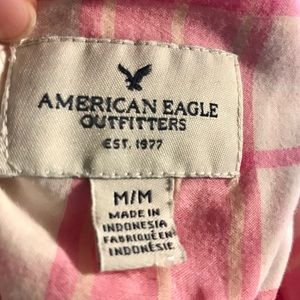 AMERICAN EAGLE
OUTFITTERS
EST. 1977
M/M
MADE IN
INDONESIA
FABRIQUÉ EN
INDONÉSIE